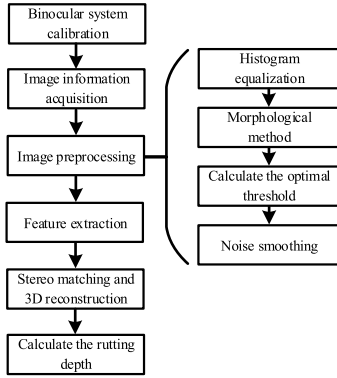 Binocular system
calibration
Image information
acquisition
Image preprocessing
Feature extraction
Stereo matching and
3D reconstruction
Calculate the rutting
depth
Histogram
equalization
Morphological
method
Calculate the optimal
threshold
Noise smoothing